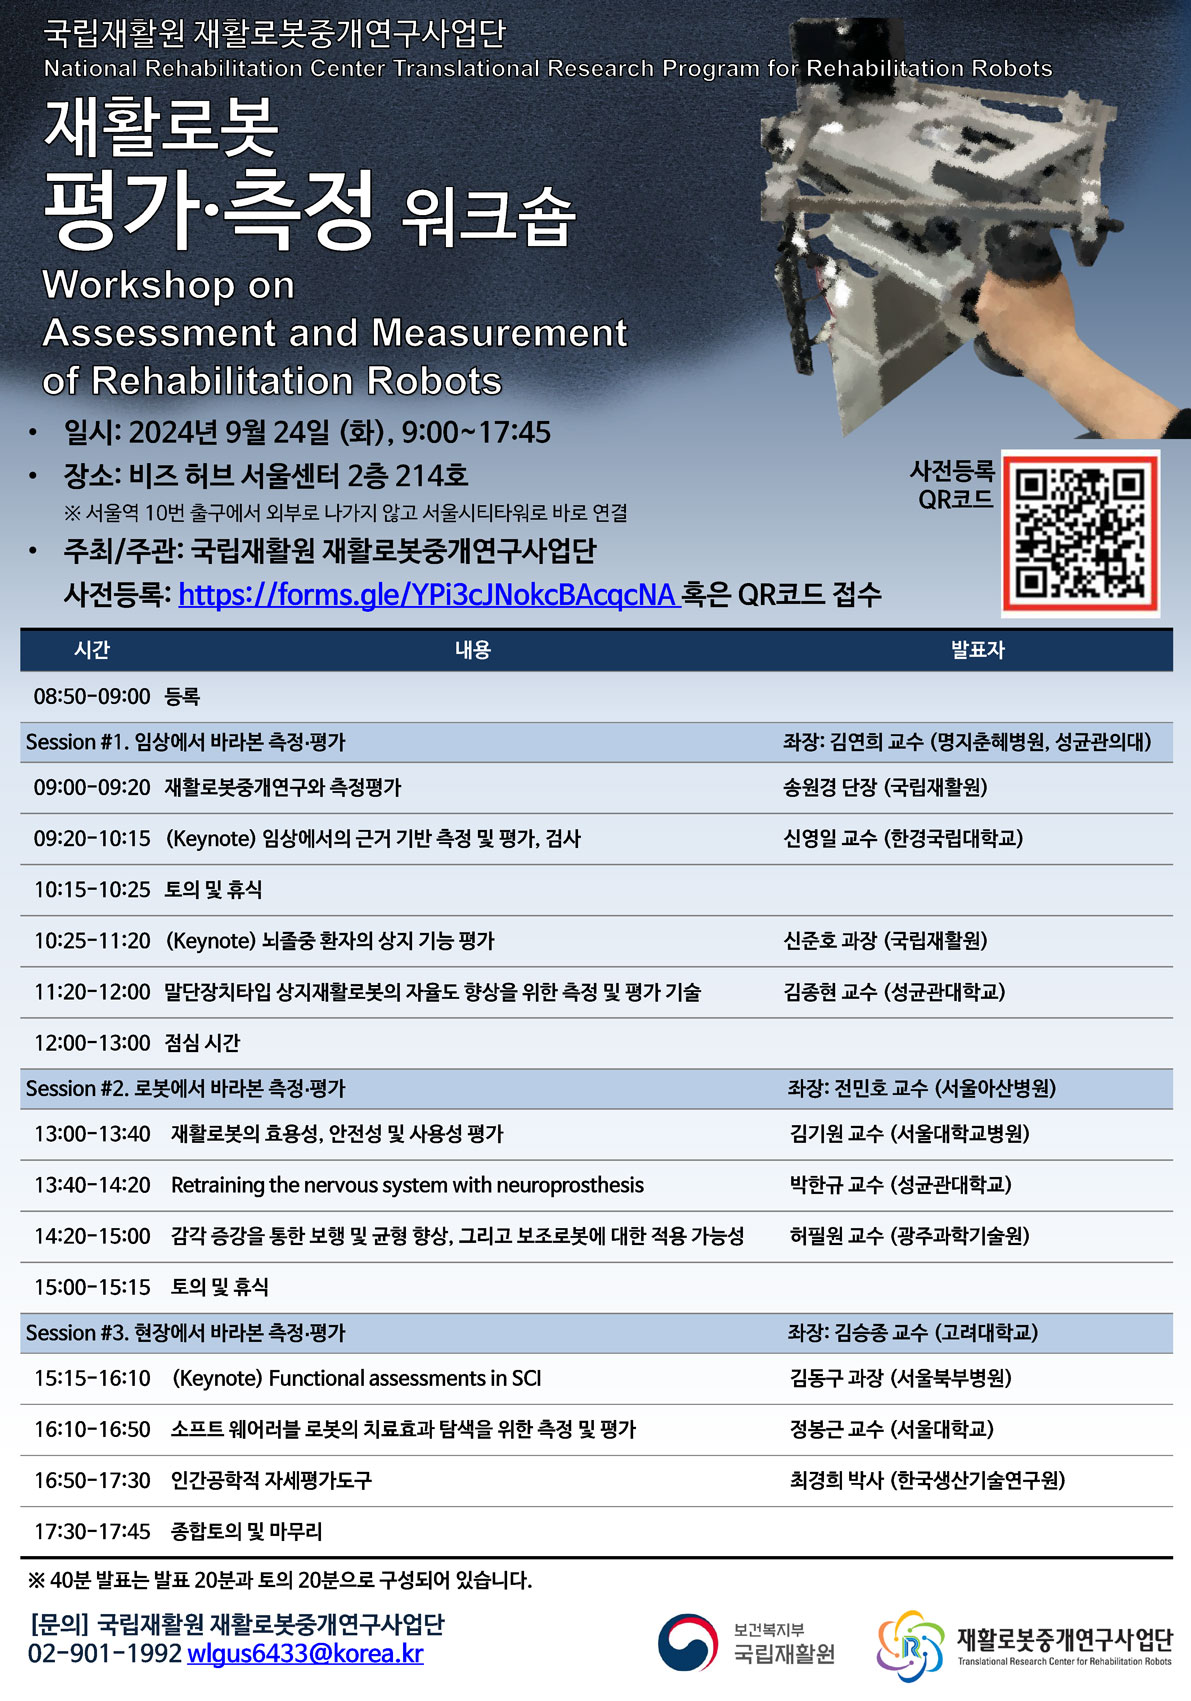 국립재활원 재활로봇중개연구사업단
National Rehabilitation Center Translational Research Program for Rehabilitation Robots
재활로봇
평가·측정 워크숍
Workshop on
Assessment and Measurement
of Rehabilitation Robots
• 일시: 2024년 9월 24일 (화), 9:00~17:45
• 장소: 비즈 허브 서울센터 2층 214호
※ 서울역 10번 출구에서 외부로 나가지 않고 서울시티타워로 바로 연결
• 주최/주관: 국립재활원 재활로봇중개연구사업단
사전등록: https://forms.gle/YPi3cJNokcBAcqcNA 혹은 QR코드 접수
사전등록
QR코드
시간 내용 발표자
08:50-09:00 등록
Session #1. 임상에서 바라본 측정·평가 좌장: 김연희 교수 (명지춘혜병원, 성균관의대)
09:00-09:20 재활로봇중개연구와 측정평가 송원경 단장 (국립재활원)
09:20-10:15 (Keynote) 임상에서의 근거 기반 측정 및 평가, 검사 신영일 교수 (한경국립대학교)
10:15-10:25 토의 및 휴식
10:25-11:20 (Keynote) 뇌졸중 환자의 상지 기능 평가 신준호 과장 (국립재활원)
11:20-12:00 말단장치타입 상지재활로봇의 자율도 향상을 위한 측정 및 평가 기술 김종현 교수 (성균관대학교)
12:00-13:00 점심 시간
Session #2. 로봇에서 바라본 측정·평가 좌장: 전민호 교수 (서울아산병원)
13:00-13:40 재활로봇의 효용성, 안전성 및 사용성 평가 김기원 교수 (서울대학교병원)
13:40-14:20 Retraining the nervous system with neuroprosthesis 박한규 교수 (성균관대학교)
14:20-15:00 감각 증강을 통한 보행 및 균형 향상, 그리고 보조로봇에 대한 적용 가능성 허필원 교수 (광주과학기술원)
15:00-15:15 토의 및 휴식
Session #3. 현장에서 바라본 측정·평가 좌장: 김승종 교수 (고려대학교)
15:15-16:10 (Keynote) Functional assessments in SCI 김동구 과장 (서울북부병원)
16:10-16:50 소프트 웨어러블 로봇의 치료효과 탐색을 위한 측정 및 평가 정봉근 교수 (서울대학교)
16:50-17:30 인간공학적 자세평가도구 최경희 박사 (한국생산기술연구원)
17:30-17:45 종합토의 및 마무리
※ 40분 발표는 발표 20분과 토의 20분으로 구성되어 있습니다.
[문의] 국립재활원 재활로봇중개연구사업단
02-901-1992 wlgus6433@korea.kr
보건복지부
국립재활원
R
재활로봇중개연구사업단
Translational Research Center for Rehabilitation Robots